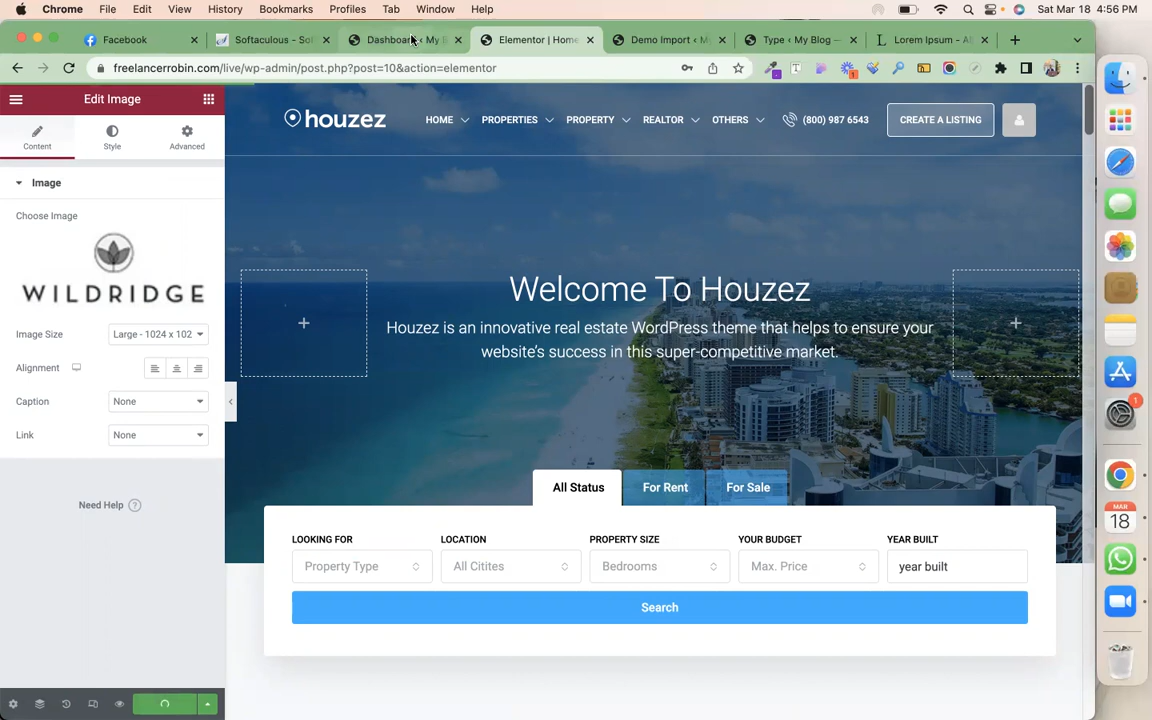 Chrome File Edit View History Bookmarks Profiles Tab Window Help Sat Mar 18 4:56 PM
Facebook Softaculous - So Dashboard < My Elementor | Home Demo Import < My Type < My Blog — Lorem Ipsum - Al
freelancerrobin.com/live/wp-admin/post.php?post=10&action=elementor
Edit Image
Content Style Advanced
Image
Choose Image
WILDRIDGE
Image Size Large - 1024 x 102
Alignment
Caption None
Link None
Need Help ?
houzez HOME PROPERTIES PROPERTY REALTOR OTHERS (800) 987 6543 CREATE A LISTING
Welcome To Houzez
Houzez is an innovative real estate WordPress theme that helps to ensure your
website's success in this super-competitive market.
All Status For Rent For Sale
LOOKING FOR LOCATION PROPERTY SIZE YOUR BUDGET YEAR BUILT
Property Type All Citites Bedrooms Max. Price year built
Search
1
MAR
18